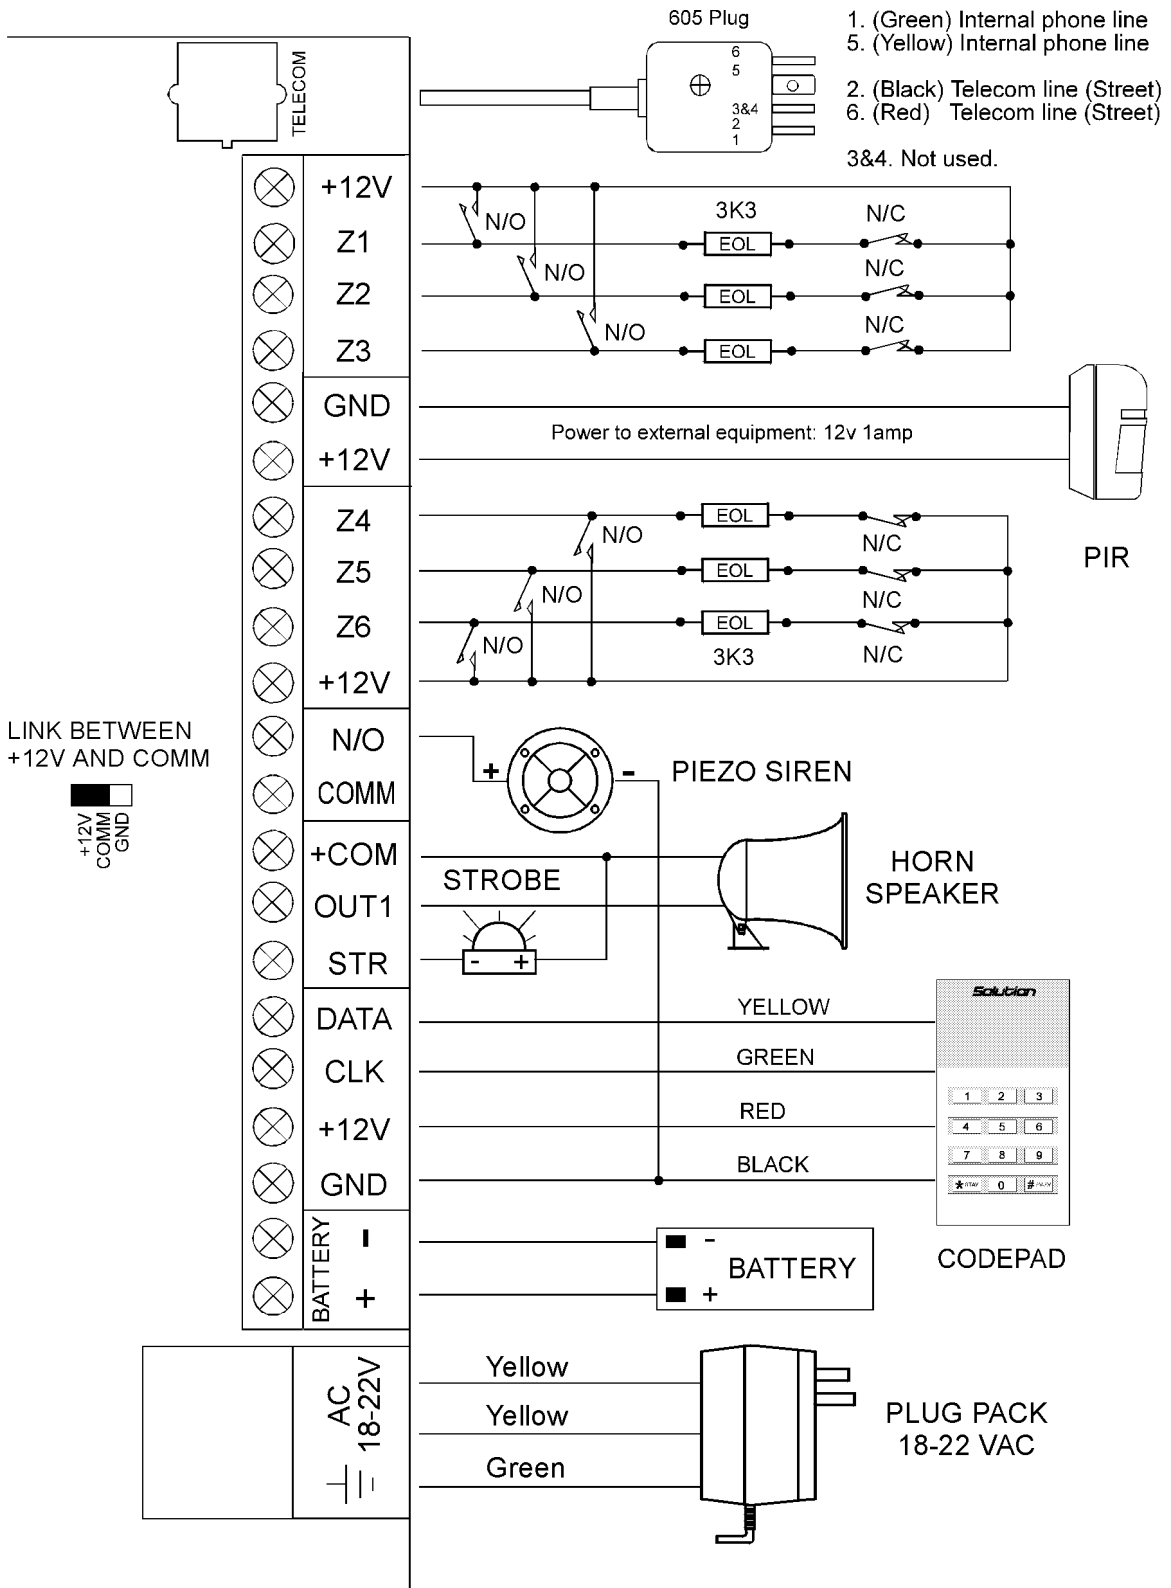 605 Plug
1. (Green) Internal phone line
5. (Yellow) Internal phone line
2. (Black) Telecom line (Street)
6. (Red) Telecom line (Street)
3&4. Not used.
6
5
3&4
2
1
TELECOM
+12V
Z1
Z2
Z3
GND
+12V
Z4
Z5
Z6
+12V
N/O
COMM
+COM
OUT1
STR
DATA
CLK
+12V
GND
BATTERY
-
+
AC
18-22V
N/O
N/O
N/O
3K3
EOL
EOL
EOL
N/C
N/C
N/C
Power to external equipment: 12v 1amp
PIR
EOL
EOL
EOL
3K3
N/O
N/O
N/O
N/C
N/C
N/C
LINK BETWEEN
+12V AND COMM
+12V
COMM
GND
+
-
PIEZO SIREN
STROBE
-
+
HORN
SPEAKER
YELLOW
GREEN
RED
BLACK
Solution
1 2 3
4 5 6
7 8 9
* STAY 0 #
CODEPAD
-
+
BATTERY
Yellow
Yellow
Green
PLUG PACK
18-22 VAC